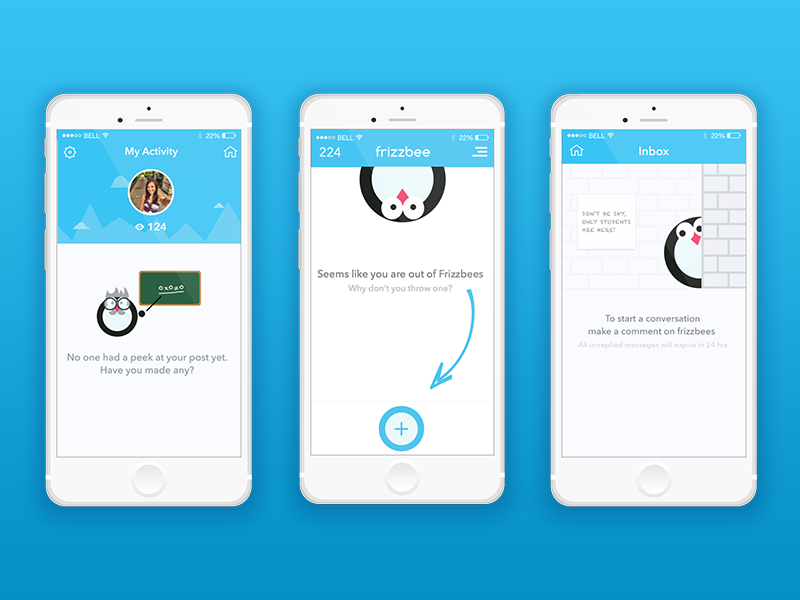 BELL
22%
My Activity
124
0x0=0
No one had a peek at your post yet.
Have you made any?
BELL
22%
224
frizzbee
Seems like you are out of Frizzbees
Why don't you throw one?
BELL
22%
Inbox
DON'T BE SHY,
ONLY STUDENTS
ARE HERE!
To start a conversation
make a comment on frizzbees
All unreplied messages will expire in 24 hrs